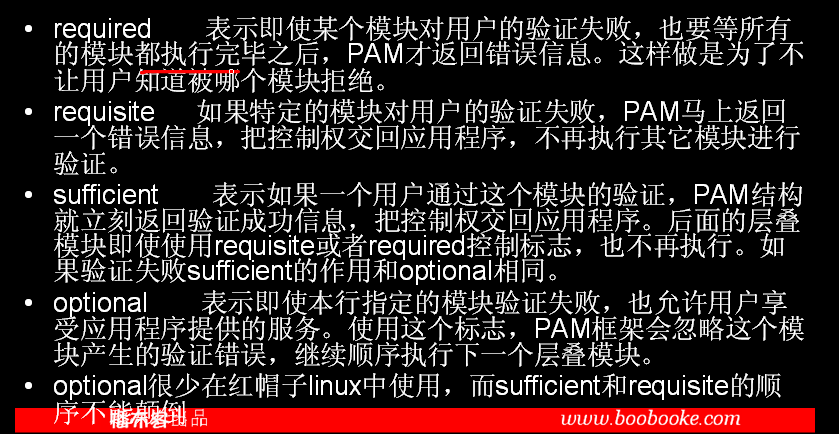 • required 表示即使某个模块对用户的验证失败，也要等所有
的模块都执行完毕之后，PAM才返回错误信息。这样做是为了不
让用户知道被哪个模块拒绝。
• requisite 如果特定的模块对用户的验证失败，PAM马上返回
一个错误信息，把控制权交回应用程序，不再执行其它模块进行
验证。
• sufficient 表示如果一个用户通过这个模块的验证，PAM结构
就立刻返回验证成功信息，把控制权交回应用程序。后面的层叠
模块即使使用requisite或者required控制标志，也不再执行。如
果验证失败sufficient的作用和optional相同。
• optional 表示即使本行指定的模块验证失败，也允许用户享
受应用程序提供的服务。使用这个标志，PAM框架会忽略这个模
块产生的验证错误，继续顺序执行下一个层叠模块。
• optional很少在红帽子linux中使用，而sufficient和requisite的顺
序不能颠倒
出品 www.boobooke.com